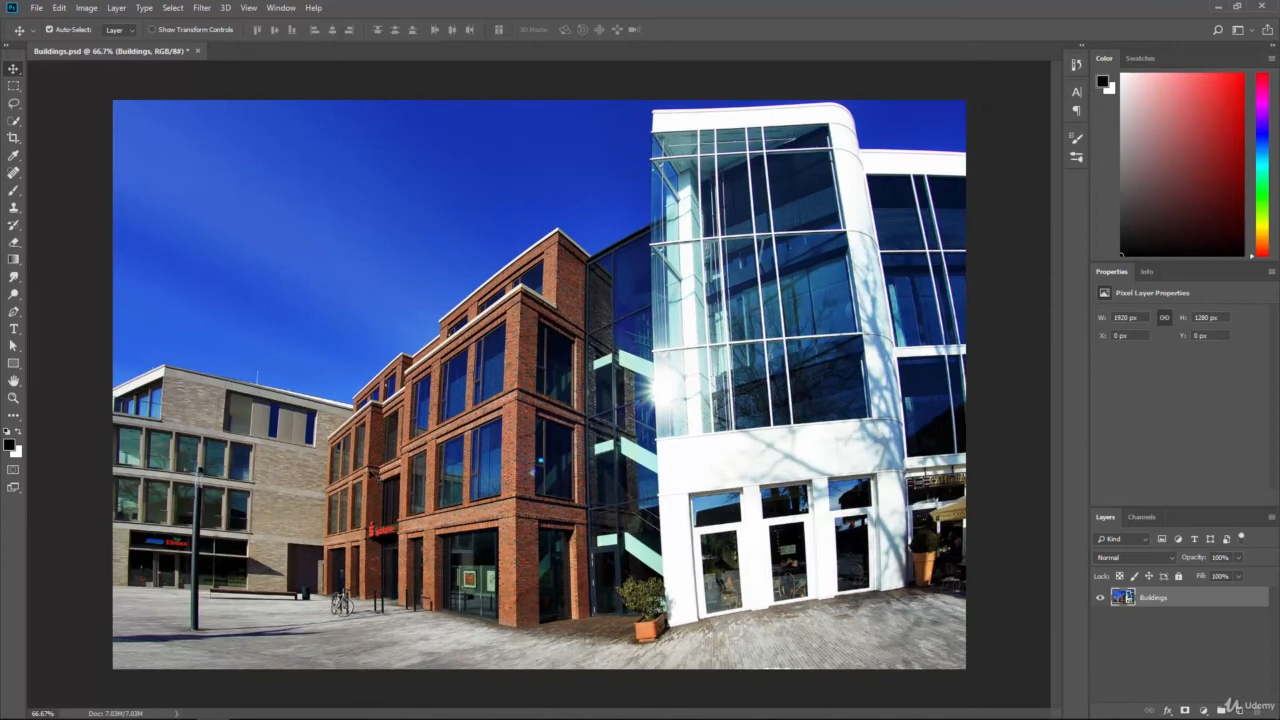 Ps File Edit Image Layer Type Select Filter 3D View Window Help
Auto-Select: Layer Show Transform Controls 3D Mode:
Buildings.psd @ 66.7% (Buildings, RGB/8#) * ×
Color Swatches
Properties Info
Pixel Layer Properties
W: 1920 px H: 1280 px
X: 0 px Y: 0 px
Layers Channels
Kind
Normal Opacity: 100%
Lock: Fill: 100%
Buildings
66.67% Doc: 7.03M/7.03M
Udemy